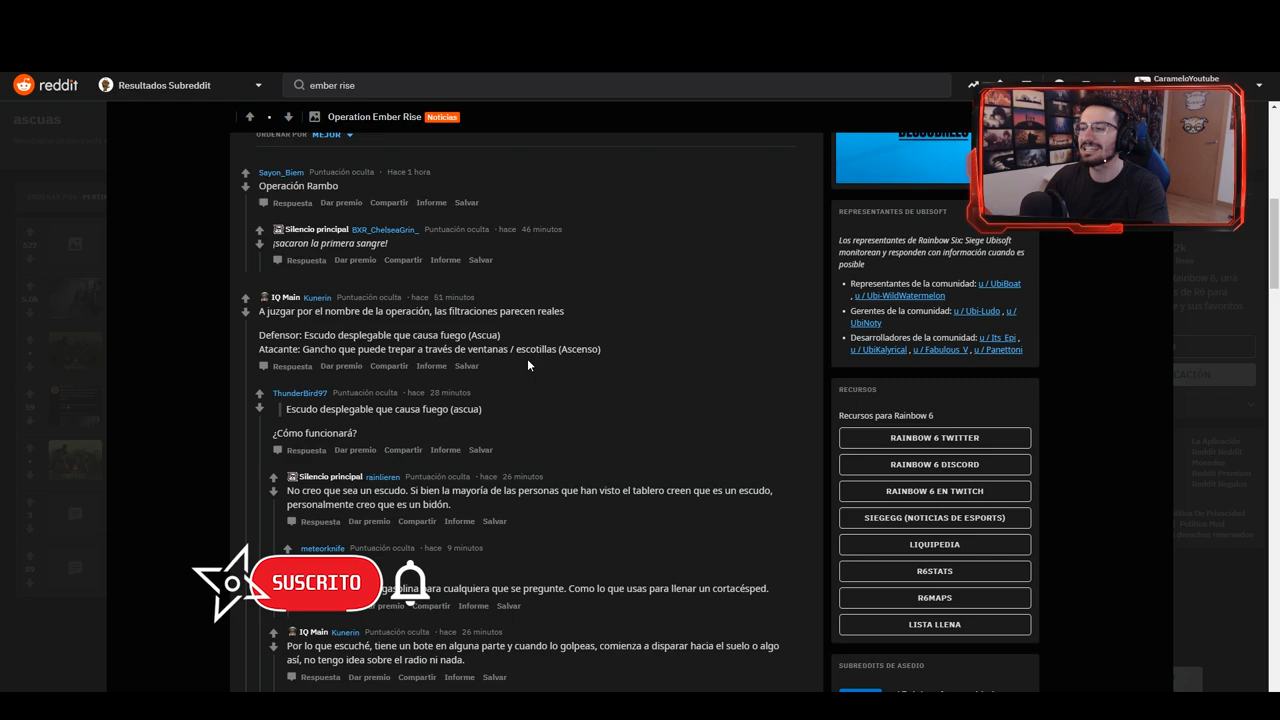 reddit
Resultados Subreddit
ember rise
CarameloYoutube
ascuas
Operation Ember Rise Noticias
ORDENAR POR MEJOR
Sayon_Biem Puntuación oculta · Hace 1 hora
Operación Rambo
Respuesta Dar premio Compartir Informe Salvar
Silencio principal BXR_ChelseaGrin_ Puntuación oculta · hace 46 minutos
¡sacaron la primera sangre!
Respuesta Dar premio Compartir Informe Salvar
IQ Main Kunerin Puntuación oculta · hace 51 minutos
A juzgar por el nombre de la operación, las filtraciones parecen reales
Defensor: Escudo desplegable que causa fuego (Ascua)
Atacante: Gancho que puede trepar a través de ventanas / escotillas (Ascenso)
Respuesta Dar premio Compartir Informe Salvar
ThunderBird97 Puntuación oculta · hace 28 minutos
Escudo desplegable que causa fuego (ascua)
¿Cómo funcionará?
Respuesta Dar premio Compartir Informe Salvar
Silencio principal rainlieren Puntuación oculta · hace 26 minutos
No creo que sea un escudo. Si bien la mayoría de las personas que han visto el tablero creen que es un escudo,
personalmente creo que es un bidón.
Respuesta Dar premio Compartir Informe Salvar
meteorknife Puntuación oculta · hace 9 minutos
SUSCRITO
gasolina para cualquiera que se pregunte. Como lo que usas para llenar un cortacésped.
Compartir Informe Salvar
IQ Main Kunerin Puntuación oculta · hace 26 minutos
Por lo que escuché, tiene un bote en alguna parte y cuando lo golpeas, comienza a disparar hacia el suelo o algo
así, no tengo idea sobre el radio ni nada.
Respuesta Dar premio Compartir Informe Salvar
REPRESENTANTES DE UBISOFT
Los representantes de Rainbow Six: Siege Ubisoft
monitorean y responden con información cuando es
posible
Representantes de la comunidad: u / UbiBoat
, u / Ubi-WildWatermelon
Gerentes de la comunidad: u / Ubi-Ludo , u /
UbiNoty
Desarrolladores de la comunidad: u / Its_Epi ,
u / UbiKalyrical , u / Fabulous_V , u / Panettoni
RECURSOS
Recursos para Rainbow 6
RAINBOW 6 TWITTER
RAINBOW 6 DISCORD
RAINBOW 6 EN TWITCH
SIEGEGG (NOTICIAS DE ESPORTS)
LIQUIPEDIA
R6STATS
R6MAPS
LISTA LLENA
SUBREDDITS DE ASEDIO